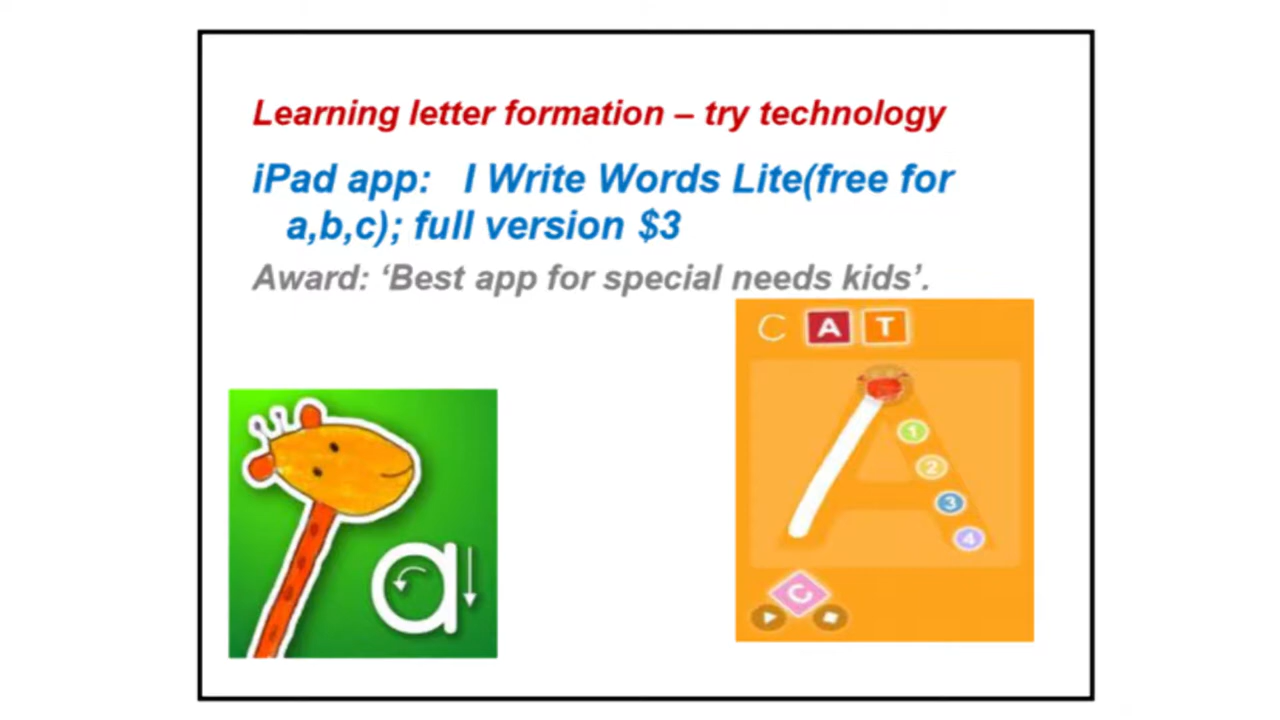 Learning letter formation – try technology
iPad app: I Write Words Lite(free for
a,b,c); full version $3
Award: ‘Best app for special needs kids’.
C A T
1
2
3
4
C
a